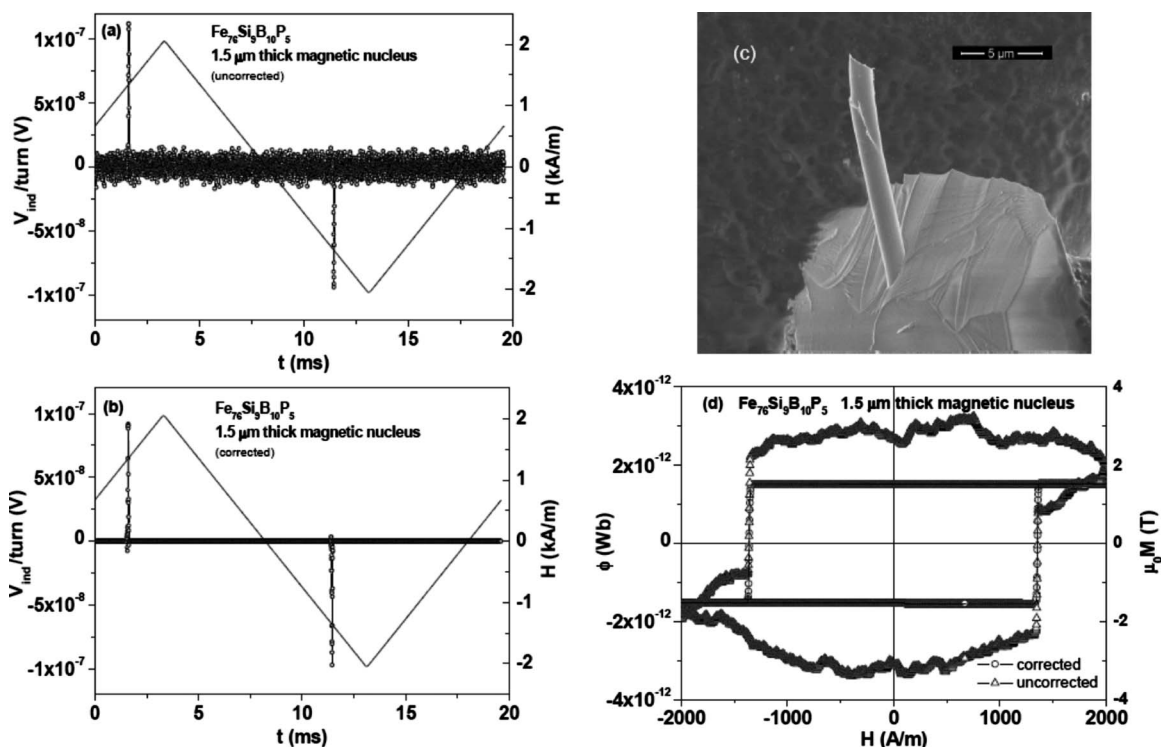 (a)
Fe76Si9B10P5
1.5 µm thick magnetic nucleus
(uncorrected)
1x10-7
5x10-8
0
-5x10-8
-1x10-7
Vind/turn (V)
2
1
0
-1
-2
H (kA/m)
0 5 10 15 20
t (ms)
(c)
5 µm
(b)
Fe76Si9B10P5
1.5 µm thick magnetic nucleus
(corrected)
1x10-7
5x10-8
0
-5x10-8
-1x10-7
Vind/turn (V)
2
1
0
-1
-2
H (kA/m)
0 5 10 15 20
t (ms)
(d) Fe76Si9B10P5 1.5 µm thick magnetic nucleus
4x10-12
2x10-12
0
-2x10-12
-4x10-12
ϕ (Wb)
4
3
2
1
0
-1
-2
-3
-4
µ0M (T)
corrected
uncorrected
-2000 -1000 0 1000 2000
H (A/m)